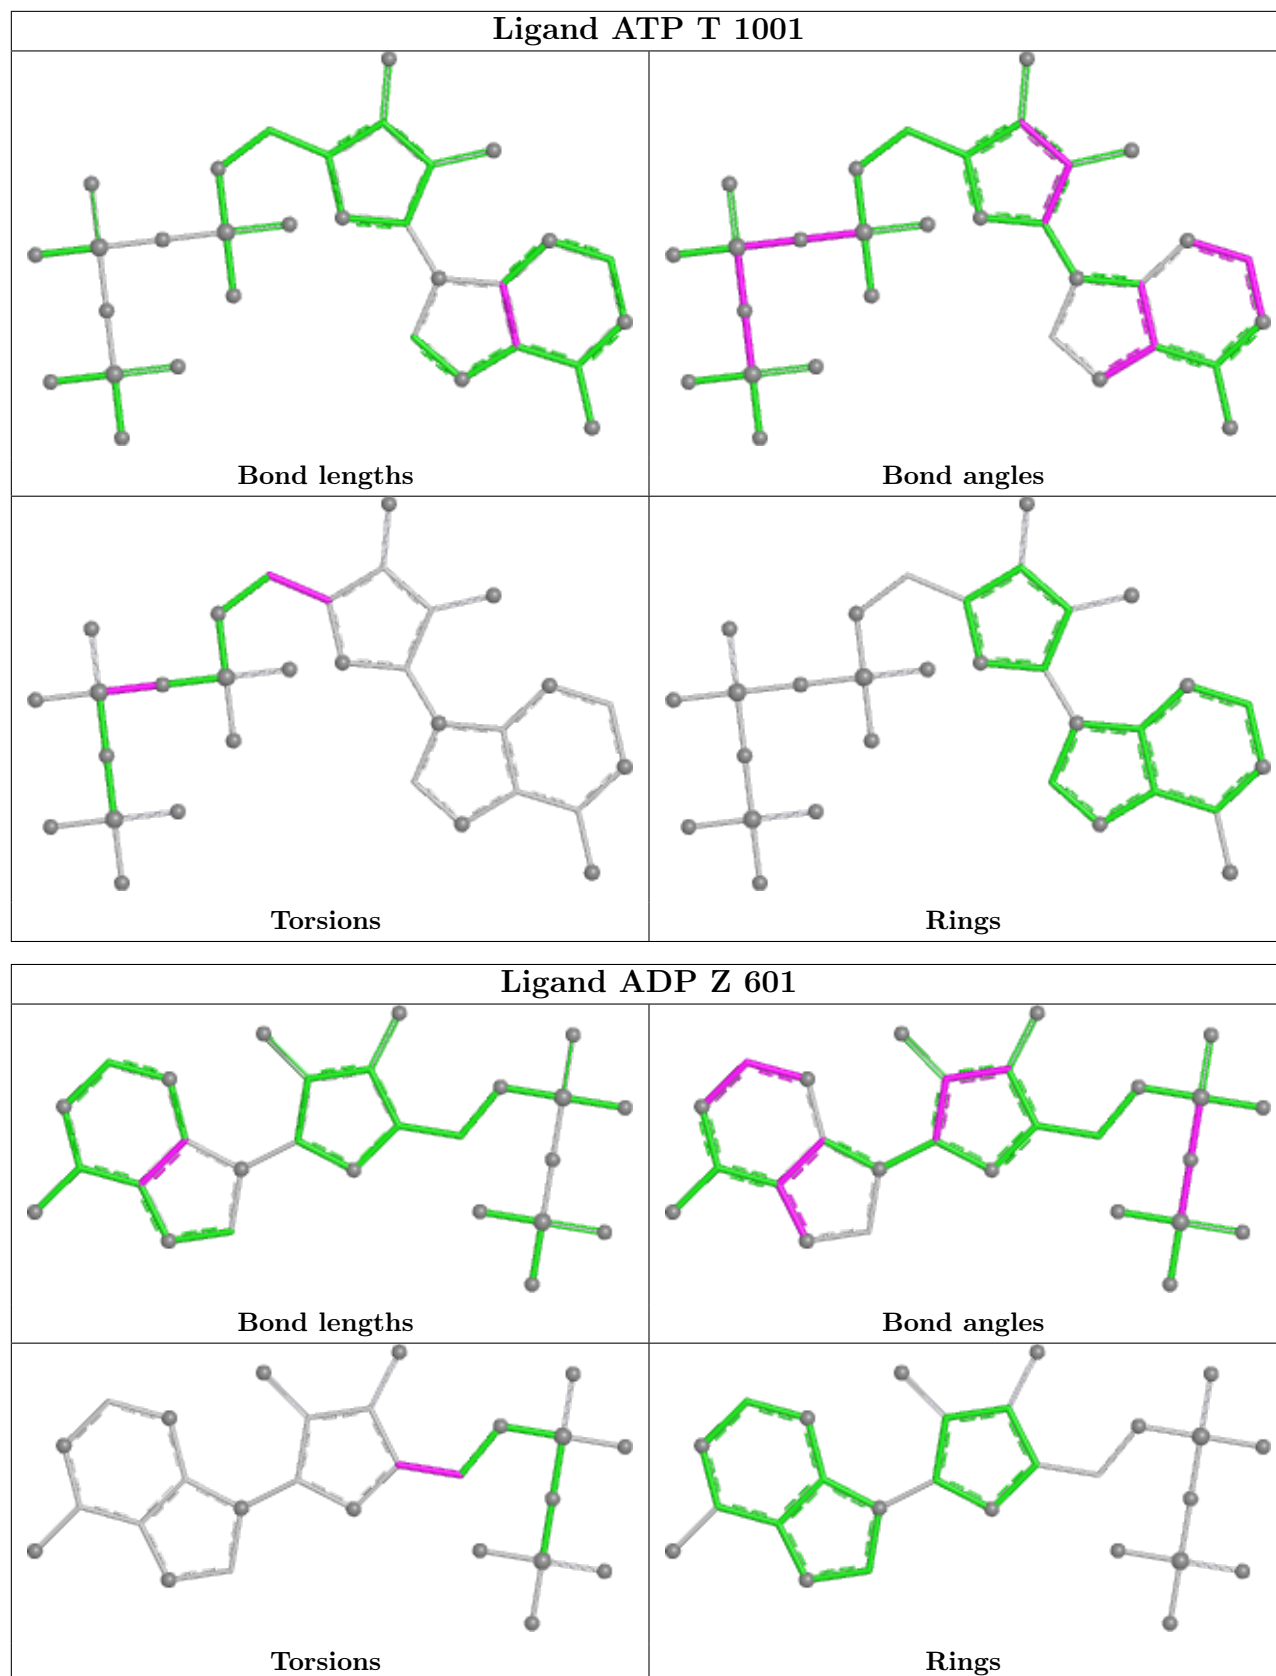 Ligand ATP T 1001
Bond lengths
Bond angles
Torsions
Rings
Ligand ADP Z 601
Bond lengths
Bond angles
Torsions
Rings